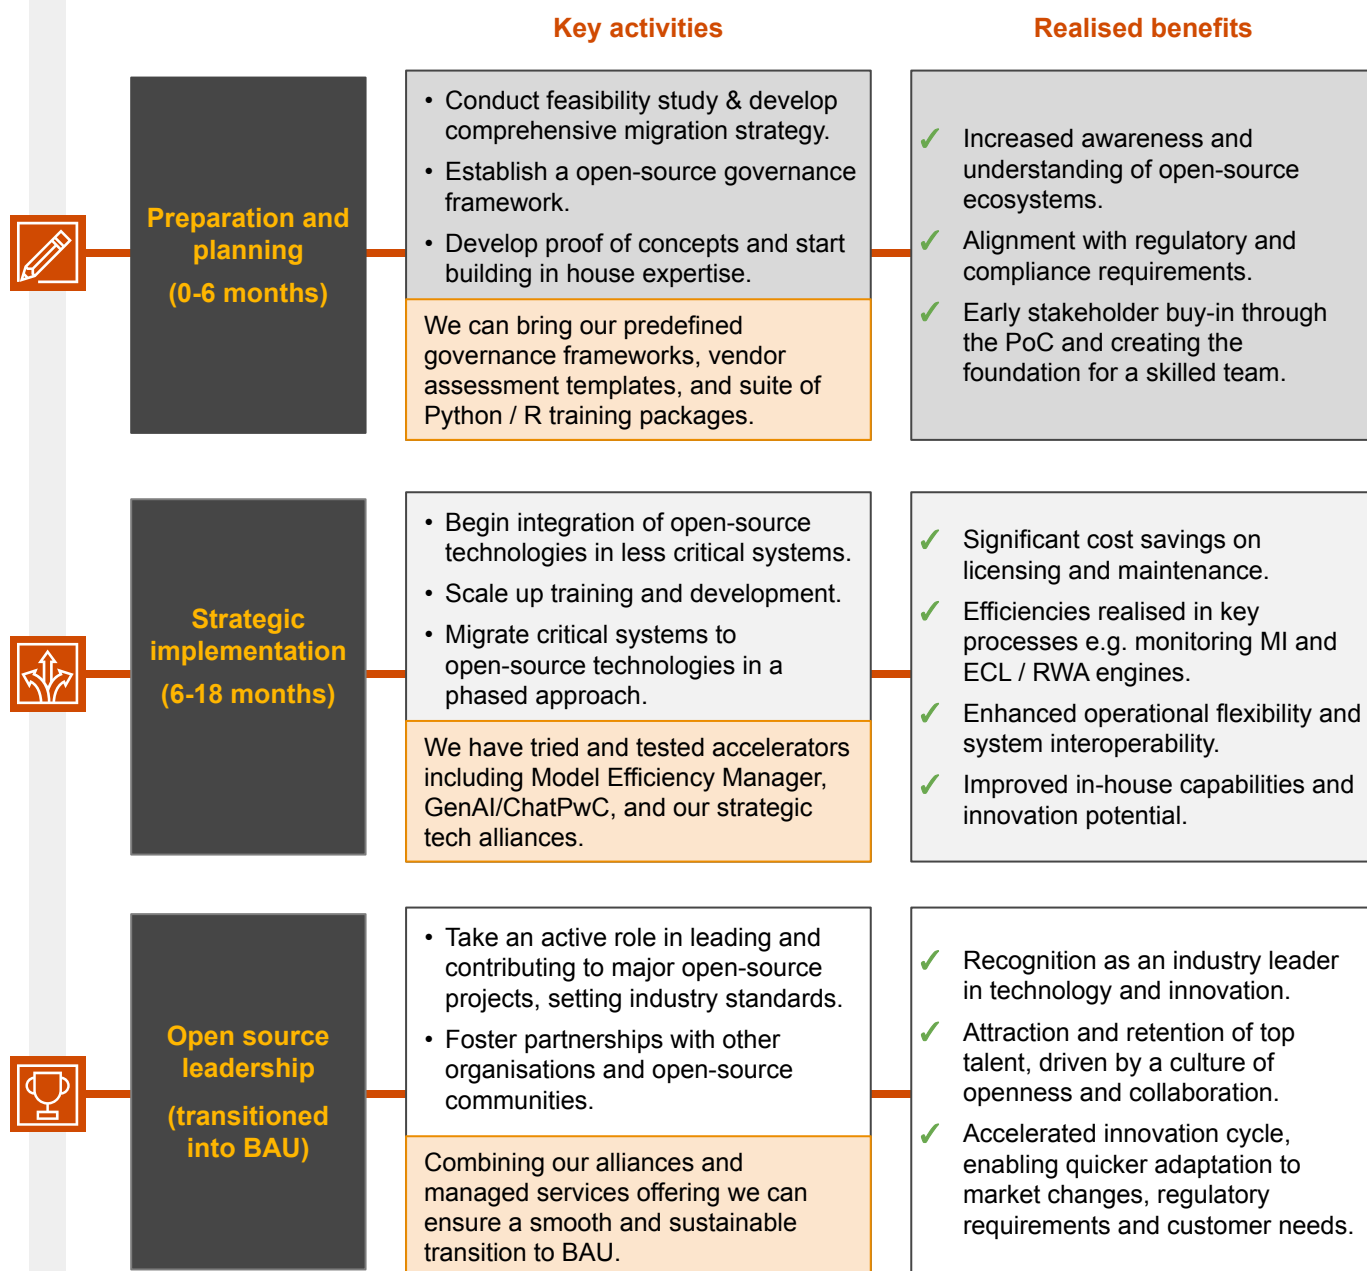 Key activities
Realised benefits
Preparation and
planning
(0-6 months)
• Conduct feasibility study & develop
comprehensive migration strategy.
• Establish a open-source governance
framework.
• Develop proof of concepts and start
building in house expertise.
We can bring our predefined
governance frameworks, vendor
assessment templates, and suite of
Python / R training packages.
✓ Increased awareness and
understanding of open-source
ecosystems.
✓ Alignment with regulatory and
compliance requirements.
✓ Early stakeholder buy-in through
the PoC and creating the
foundation for a skilled team.
Strategic
implementation
(6-18 months)
• Begin integration of open-source
technologies in less critical systems.
• Scale up training and development.
• Migrate critical systems to
open-source technologies in a
phased approach.
We have tried and tested accelerators
including Model Efficiency Manager,
GenAI/ChatPwC, and our strategic
tech alliances.
✓ Significant cost savings on
licensing and maintenance.
✓ Efficiencies realised in key
processes e.g. monitoring MI and
ECL / RWA engines.
✓ Enhanced operational flexibility and
system interoperability.
✓ Improved in-house capabilities and
innovation potential.
Open source
leadership
(transitioned
into BAU)
• Take an active role in leading and
contributing to major open-source
projects, setting industry standards.
• Foster partnerships with other
organisations and open-source
communities.
Combining our alliances and
managed services offering we can
ensure a smooth and sustainable
transition to BAU.
✓ Recognition as an industry leader
in technology and innovation.
✓ Attraction and retention of top
talent, driven by a culture of
openness and collaboration.
✓ Accelerated innovation cycle,
enabling quicker adaptation to
market changes, regulatory
requirements and customer needs.